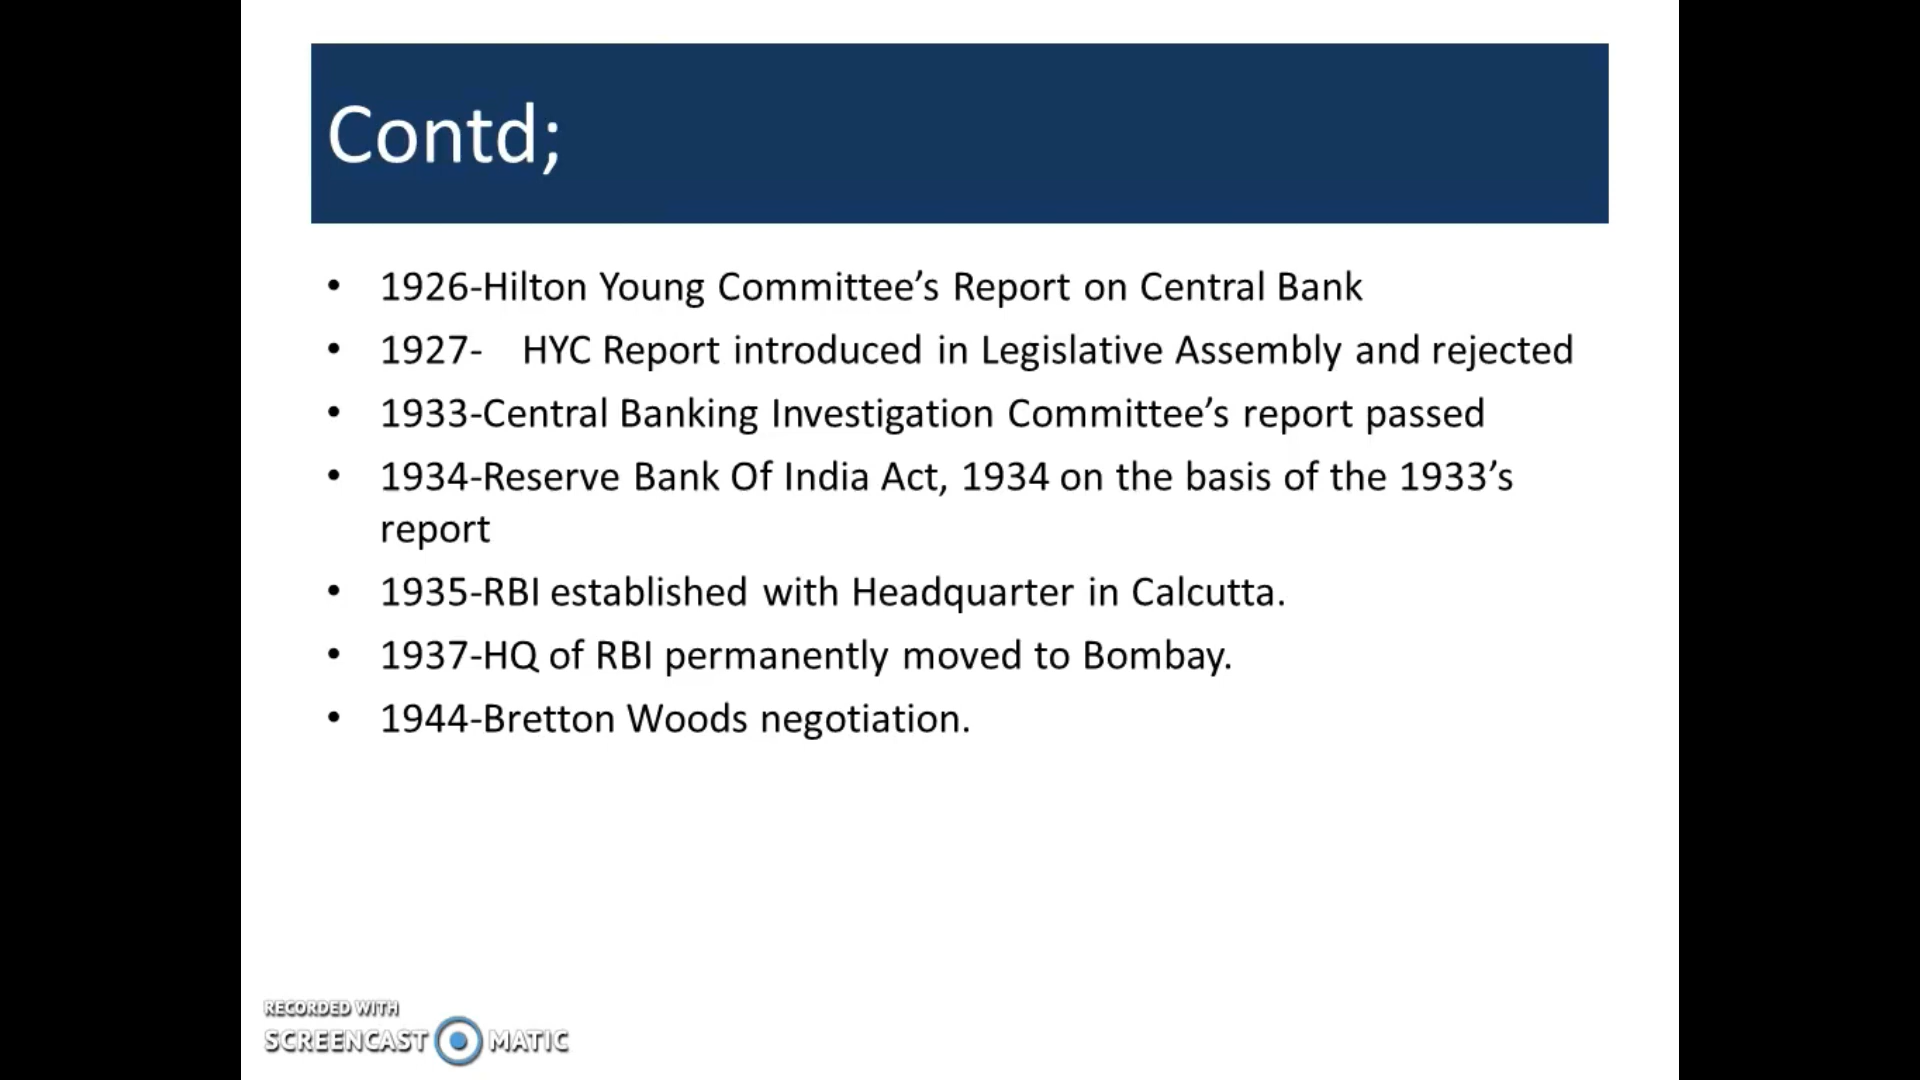 Contd;
• 1926-Hilton Young Committee’s Report on Central Bank
• 1927- HYC Report introduced in Legislative Assembly and rejected
• 1933-Central Banking Investigation Committee’s report passed
• 1934-Reserve Bank Of India Act, 1934 on the basis of the 1933’s
report
• 1935-RBI established with Headquarter in Calcutta.
• 1937-HQ of RBI permanently moved to Bombay.
• 1944-Bretton Woods negotiation.
RECORDED WITH
SCREENCAST MATIC